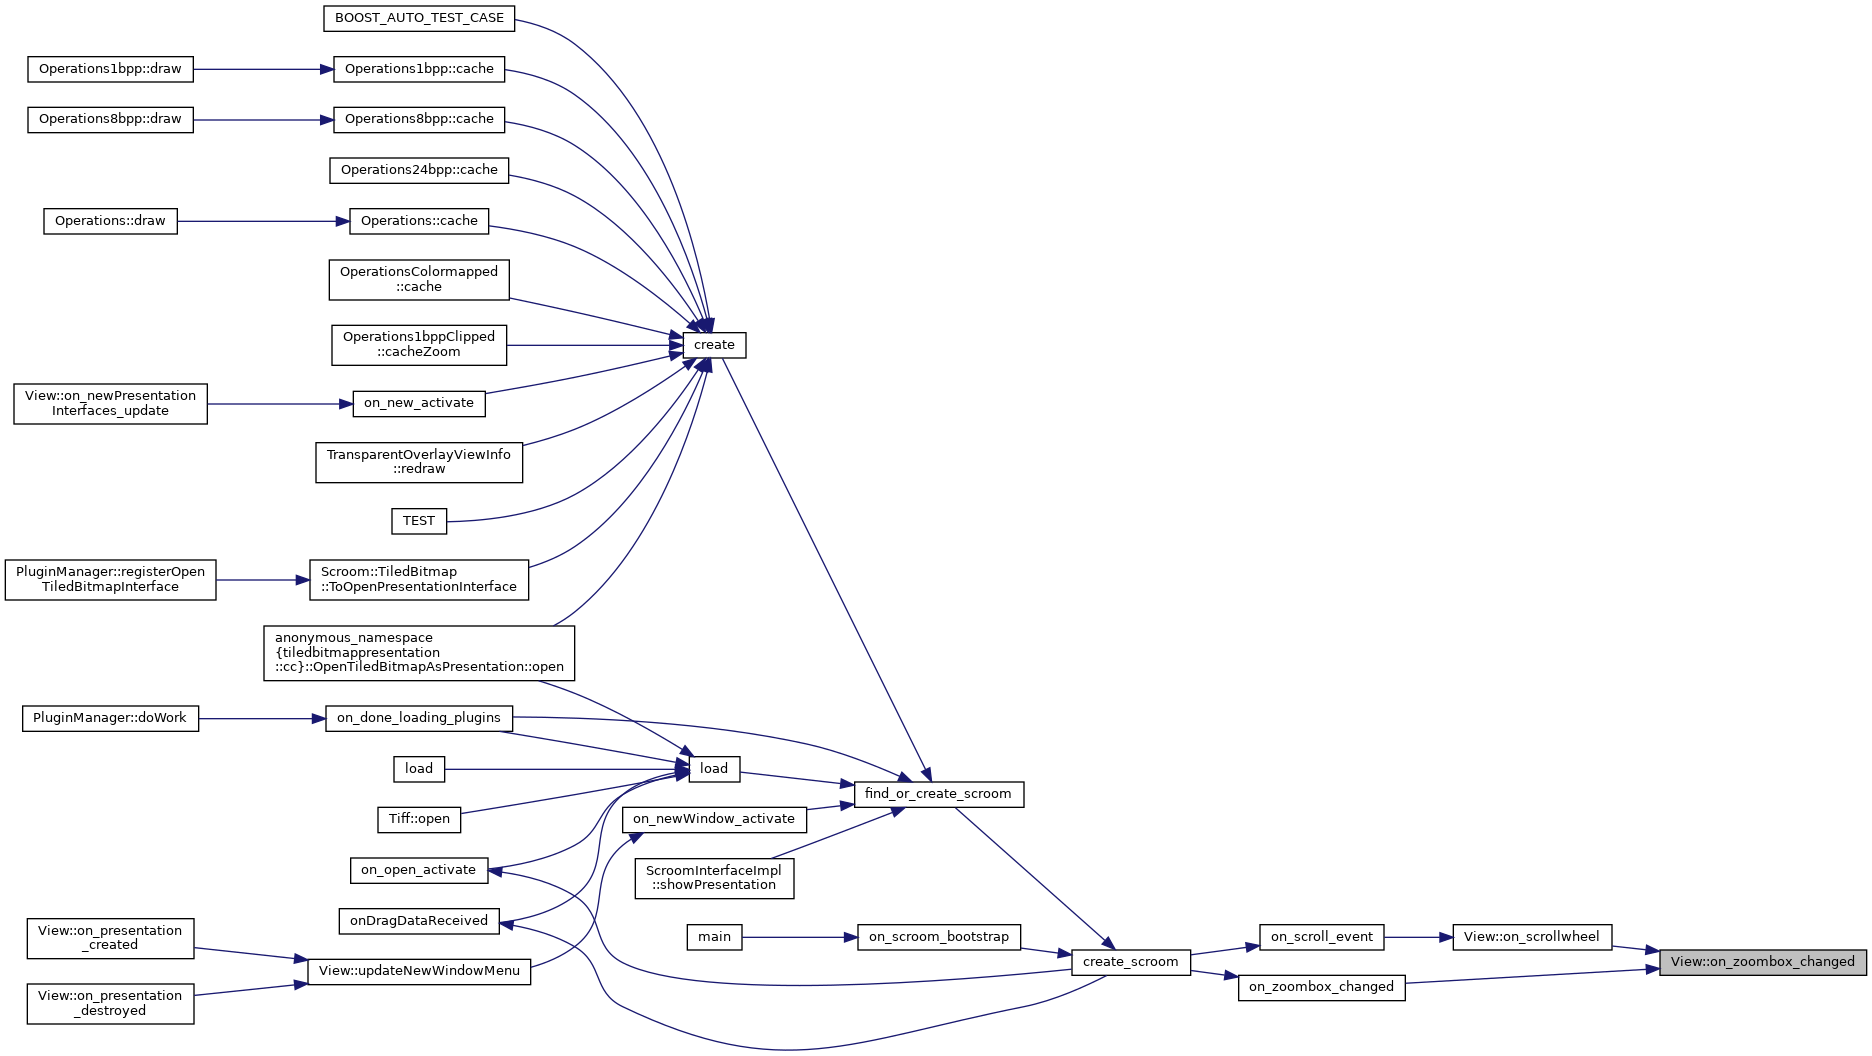 BOOST_AUTO_TEST_CASE
Operations1bpp::draw
Operations1bpp::cache
Operations8bpp::draw
Operations8bpp::cache
Operations24bpp::cache
Operations::draw
Operations::cache
OperationsColormapped
::cache
Operations1bppClipped
::cacheZoom
create
View::on_newPresentation
Interfaces_update
on_new_activate
TransparentOverlayViewInfo
::redraw
TEST
PluginManager::registerOpen
TiledBitmapInterface
Scroom::TiledBitmap
::ToOpenPresentationInterface
anonymous_namespace
{tiledbitmappresentation
::cc}::OpenTiledBitmapAsPresentation::open
PluginManager::doWork
on_done_loading_plugins
load
load
find_or_create_scroom
Tiff::open
on_newWindow_activate
on_open_activate
ScroomInterfaceImpl
::showPresentation
onDragDataReceived
View::on_presentation
_created
main
on_scroom_bootstrap
on_scroll_event
View::on_scrollwheel
View::updateNewWindowMenu
create_scroom
View::on_zoombox_changed
on_zoombox_changed
View::on_presentation
_destroyed